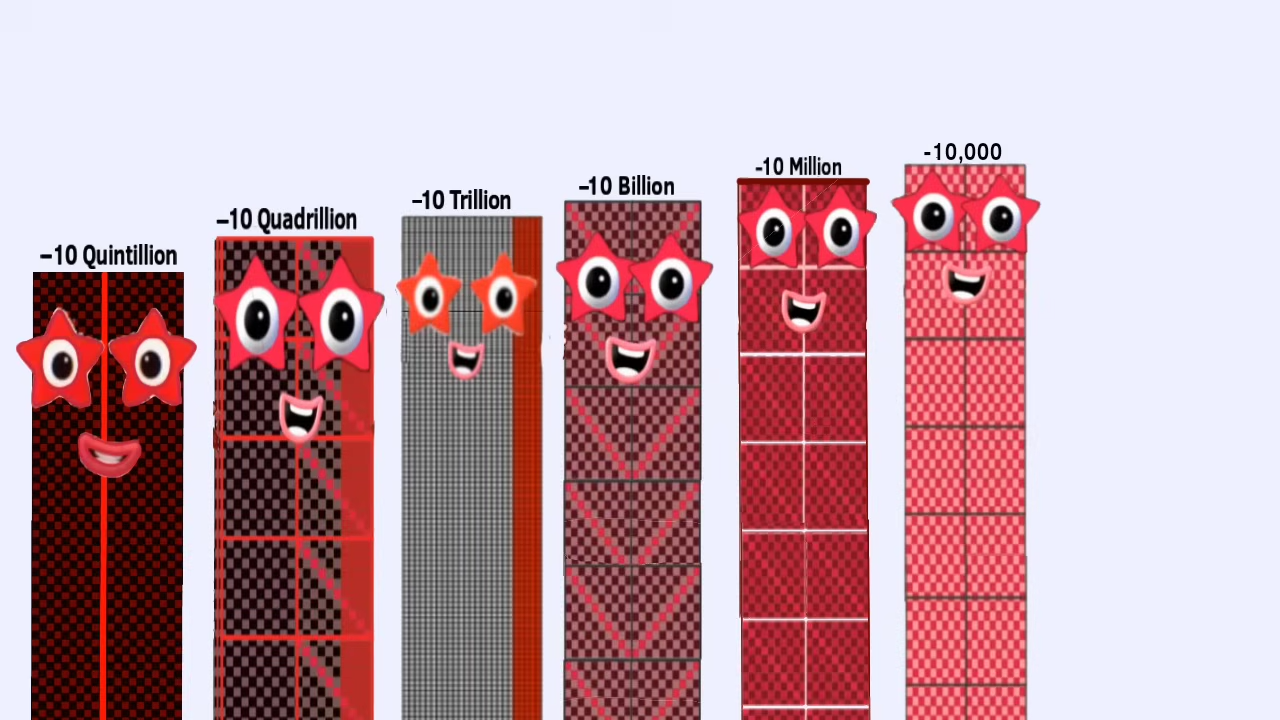 –10 Quintillion
–10 Quadrillion
–10 Trillion
–10 Billion
-10 Million
-10,000